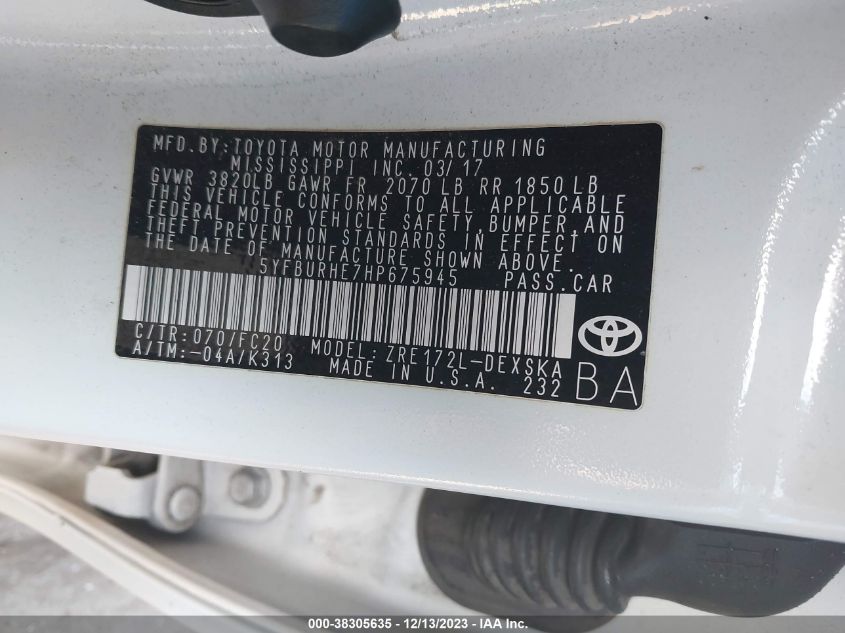 MFD.BY:TOYOTA MOTOR MANUFACTURING
MISSISSIPPI INC. 03/17
GVWR 3820LB GAWR FR 2070 LB RR 1850 LB
THIS VEHICLE CONFORMS TO ALL APPLICABLE
FEDERAL MOTOR VEHICLE SAFETY,BUMPER,AND
THEFT PREVENTION STANDARDS IN EFFECT ON
THE DATE OF MANUFACTURE SHOWN ABOVE.
5YFBURHE7HP675945 PASS.CAR
C/TR:070/FC20 MODEL: ZRE172L-DEXSKA
A/TM:-04A/K313 MADE IN U.S.A. 232
BA
000-38305635 - 12/13/2023 - IAA Inc.